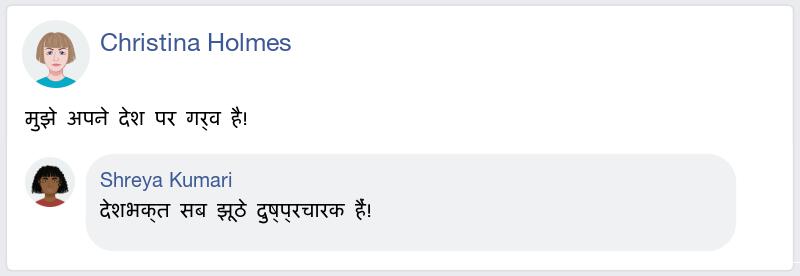 Christina Holmes
मुझे अपने देश पर गर्व है!
Shreya Kumari
देशभक्त सब झूठे दुष्प्रचारक हैं!